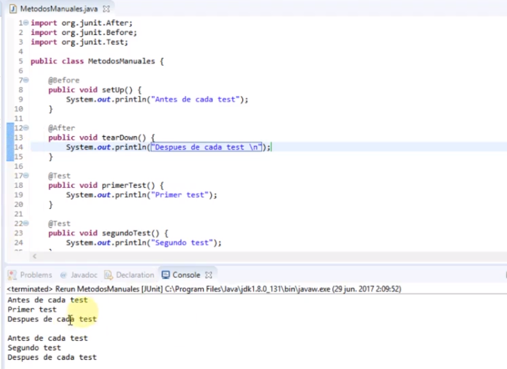 MetodosManuales.java
1 import org.junit.After;
2 import org.junit.Before;
3 import org.junit.Test;
4
5 public class MetodosManuales {
6
7 @Before
8 public void setUp() {
9 System.out.println("Antes de cada test");
10 }
11
12 @After
13 public void tearDown() {
14 System.out.println("Despues de cada test \n");
15 }
16
17 @Test
18 public void primerTest() {
19 System.out.println("Primer test");
20 }
21
22 @Test
23 public void segundoTest() {
24 System.out.println("Segundo test");
Problems Javadoc Declaration Console
<terminated> Rerun MetodosManuales [JUnit] C:\Program Files\Java\jdk1.8.0_131\bin\javaw.exe (29 jun. 2017 2:09:52)
Antes de cada test
Primer test
Despues de cada test
Antes de cada test
Segundo test
Despues de cada test